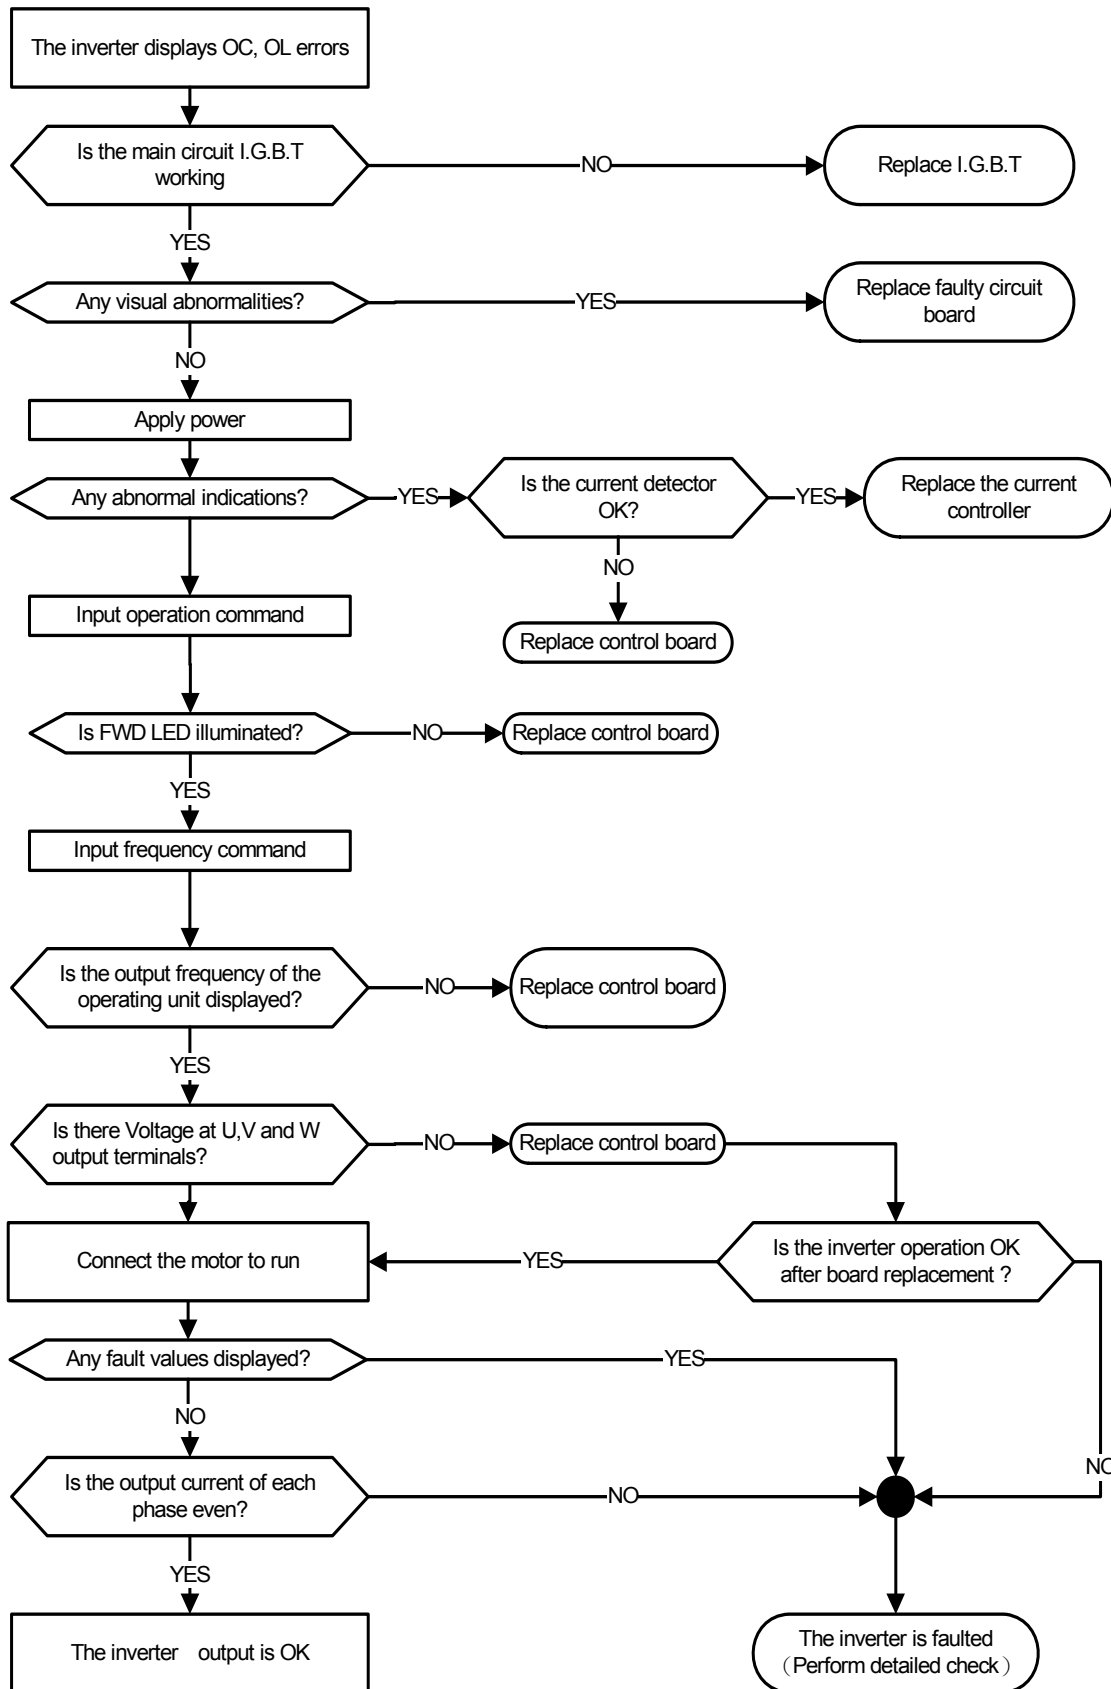 The inverter displays OC, OL errors
Is the main circuit I.G.B.T
working
NO
Replace I.G.B.T
YES
Any visual abnormalities?
YES
Replace faulty circuit
board
NO
Apply power
Any abnormal indications?
YES
Is the current detector
OK?
YES
Replace the current
controller
NO
Replace control board
Input operation command
Is FWD LED illuminated?
NO
Replace control board
YES
Input frequency command
Is the output frequency of the
operating unit displayed?
NO
Replace control board
YES
Is there Voltage at U,V and W
output terminals?
NO
Replace control board
Connect the motor to run
YES
Is the inverter operation OK
after board replacement ?
Any fault values displayed?
YES
NO
NO
Is the output current of each
phase even?
NO
YES
The inverter output is OK
The inverter is faulted
（Perform detailed check）